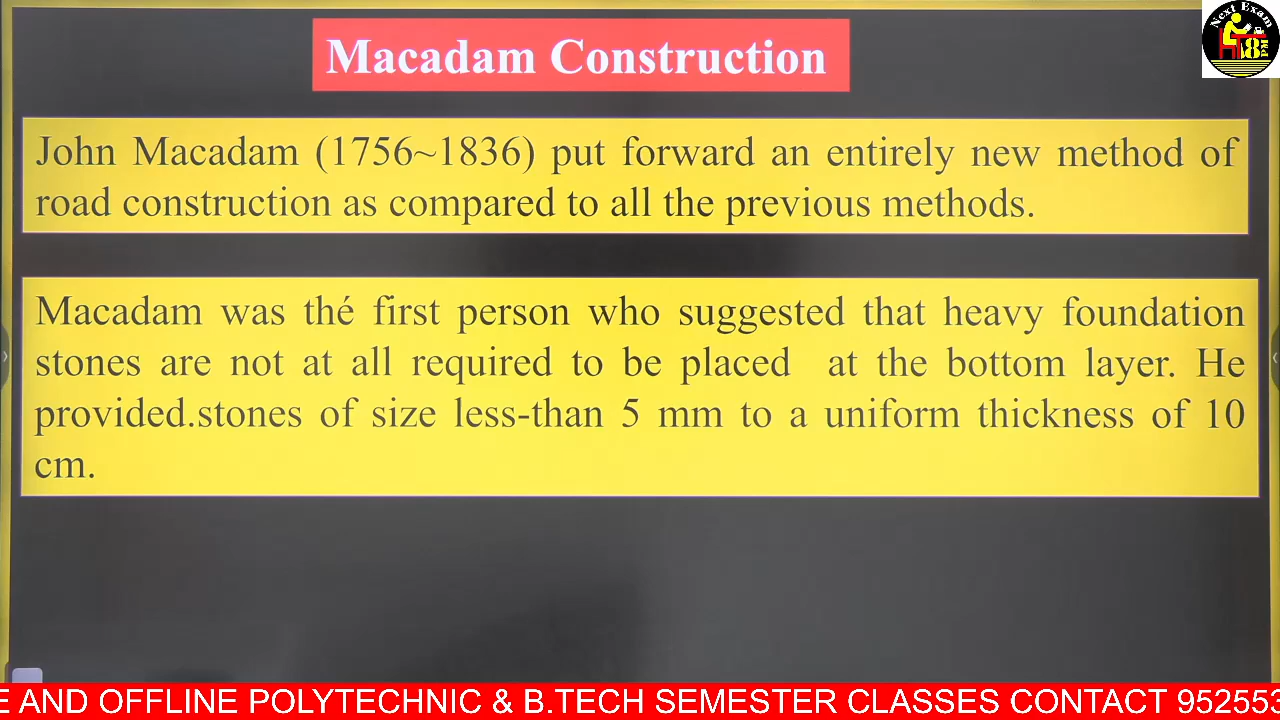 Next Exam
Macadam Construction
John Macadam (1756~1836) put forward an entirely new method of
road construction as compared to all the previous methods.
Macadam was thé first person who suggested that heavy foundation
stones are not at all required to be placed at the bottom layer. He
provided.stones of size less-than 5 mm to a uniform thickness of 10
cm.
E AND OFFLINE POLYTECHNIC & B.TECH SEMESTER CLASSES CONTACT 952553